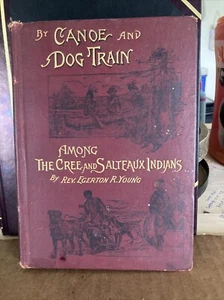 BY CANOE AND
DOG TRAIN
AMONG
THE CREE AND SALTEAUX INDIANS
BY REV. EGERTON R. YOUNG